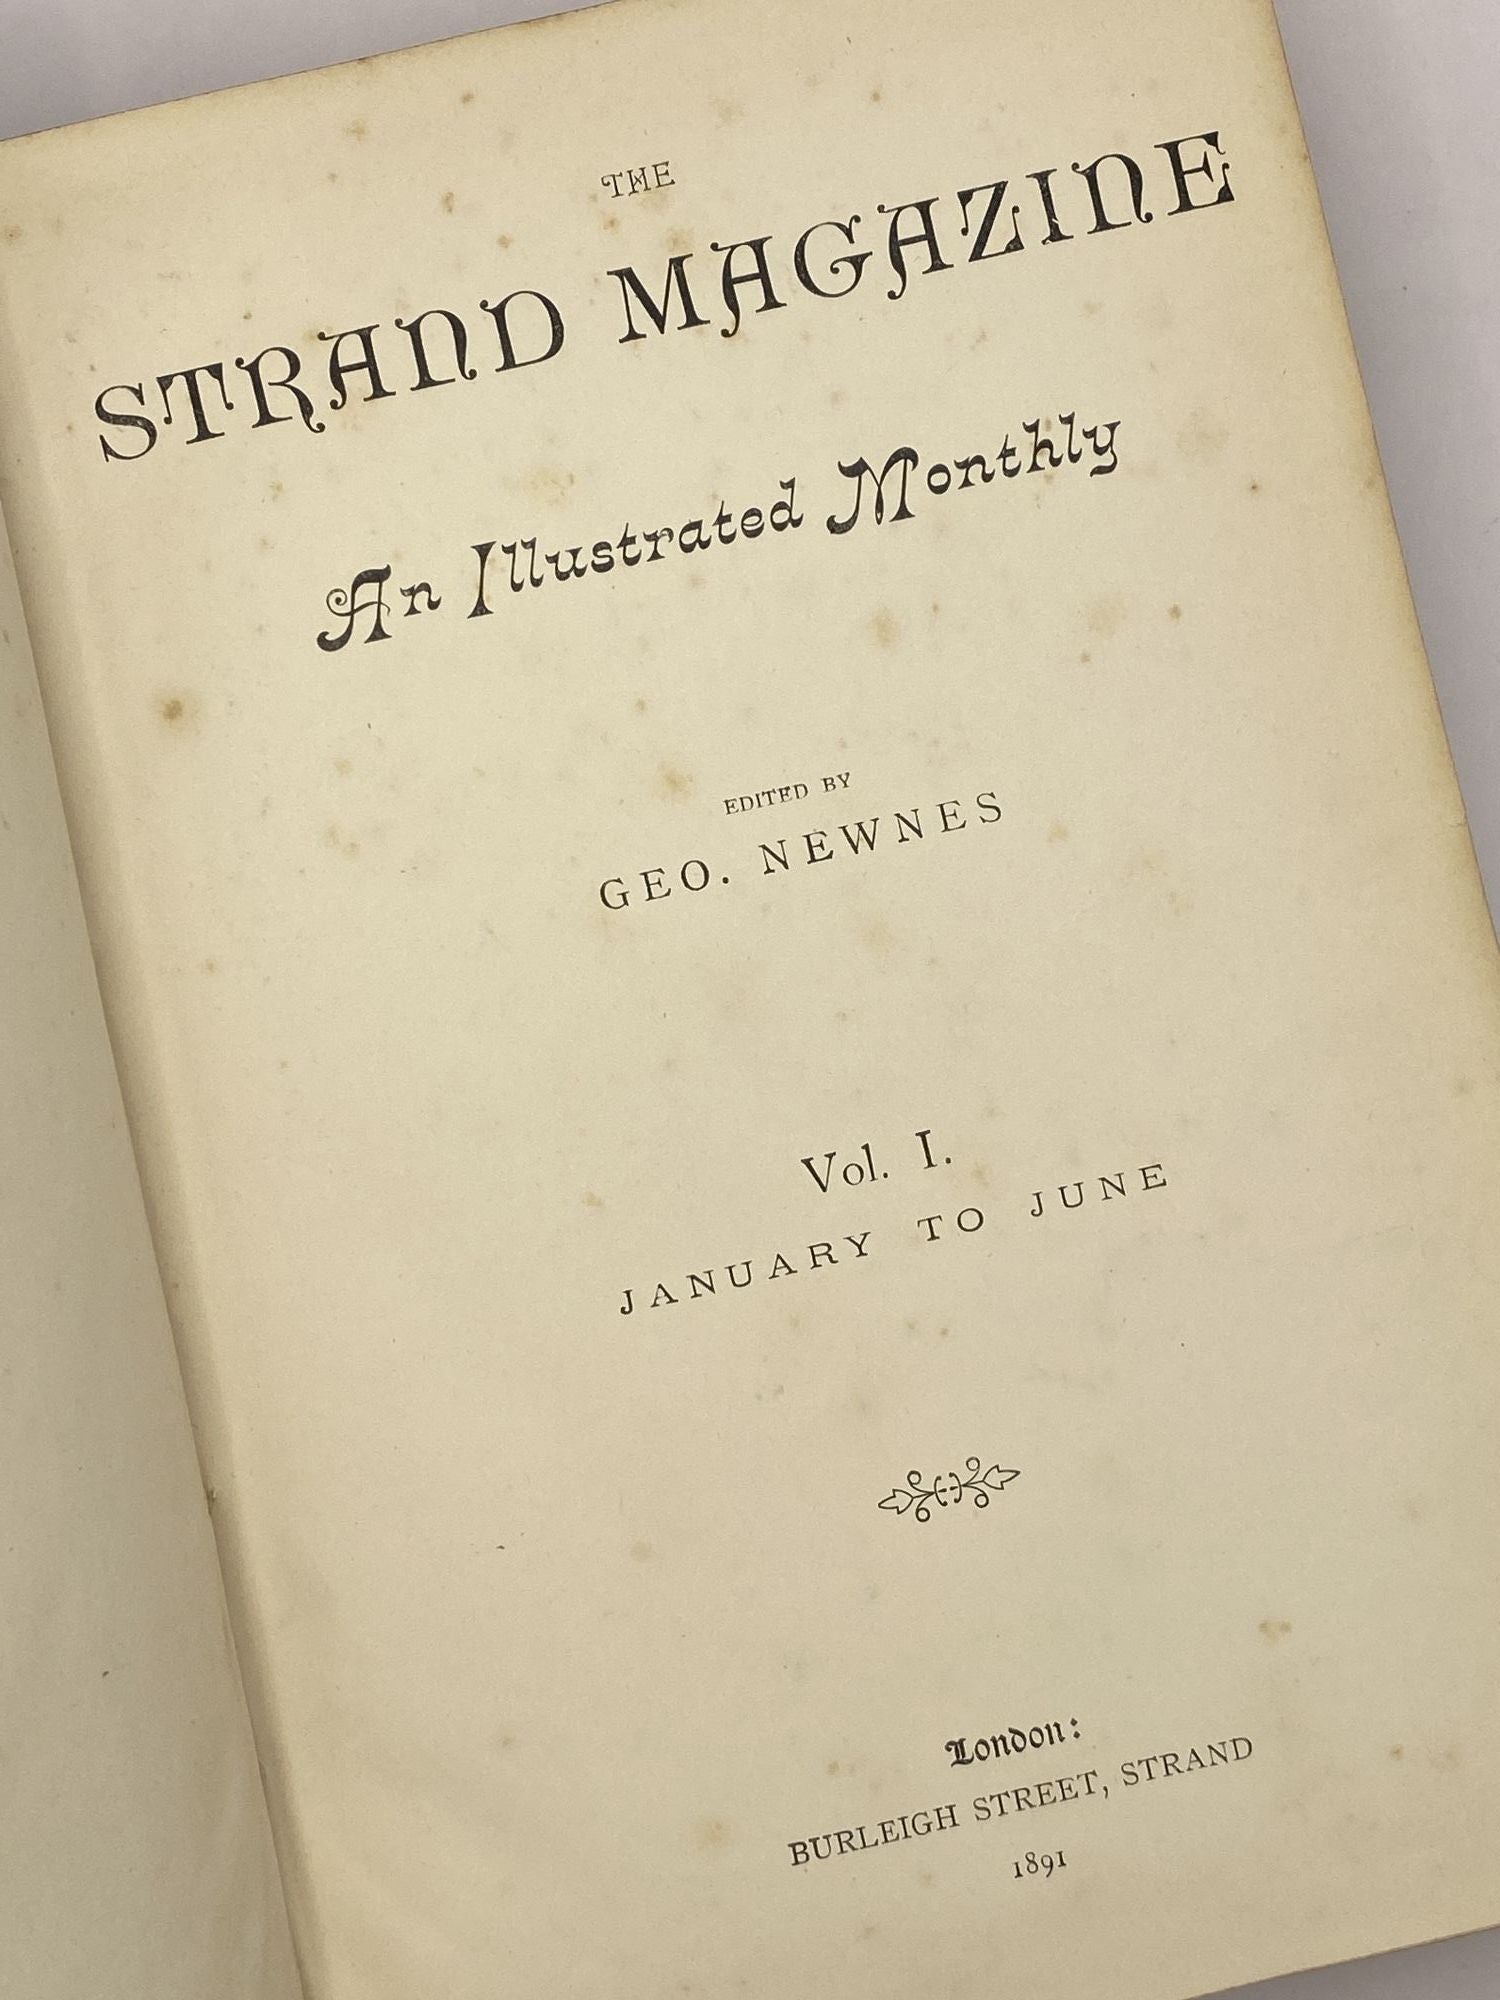 THE
STRAND MAGAZINE
An Illustrated Monthly
EDITED BY
GEO. NEWNES
Vol. I.
JANUARY TO JUNE
London:
BURLEIGH STREET, STRAND
1891